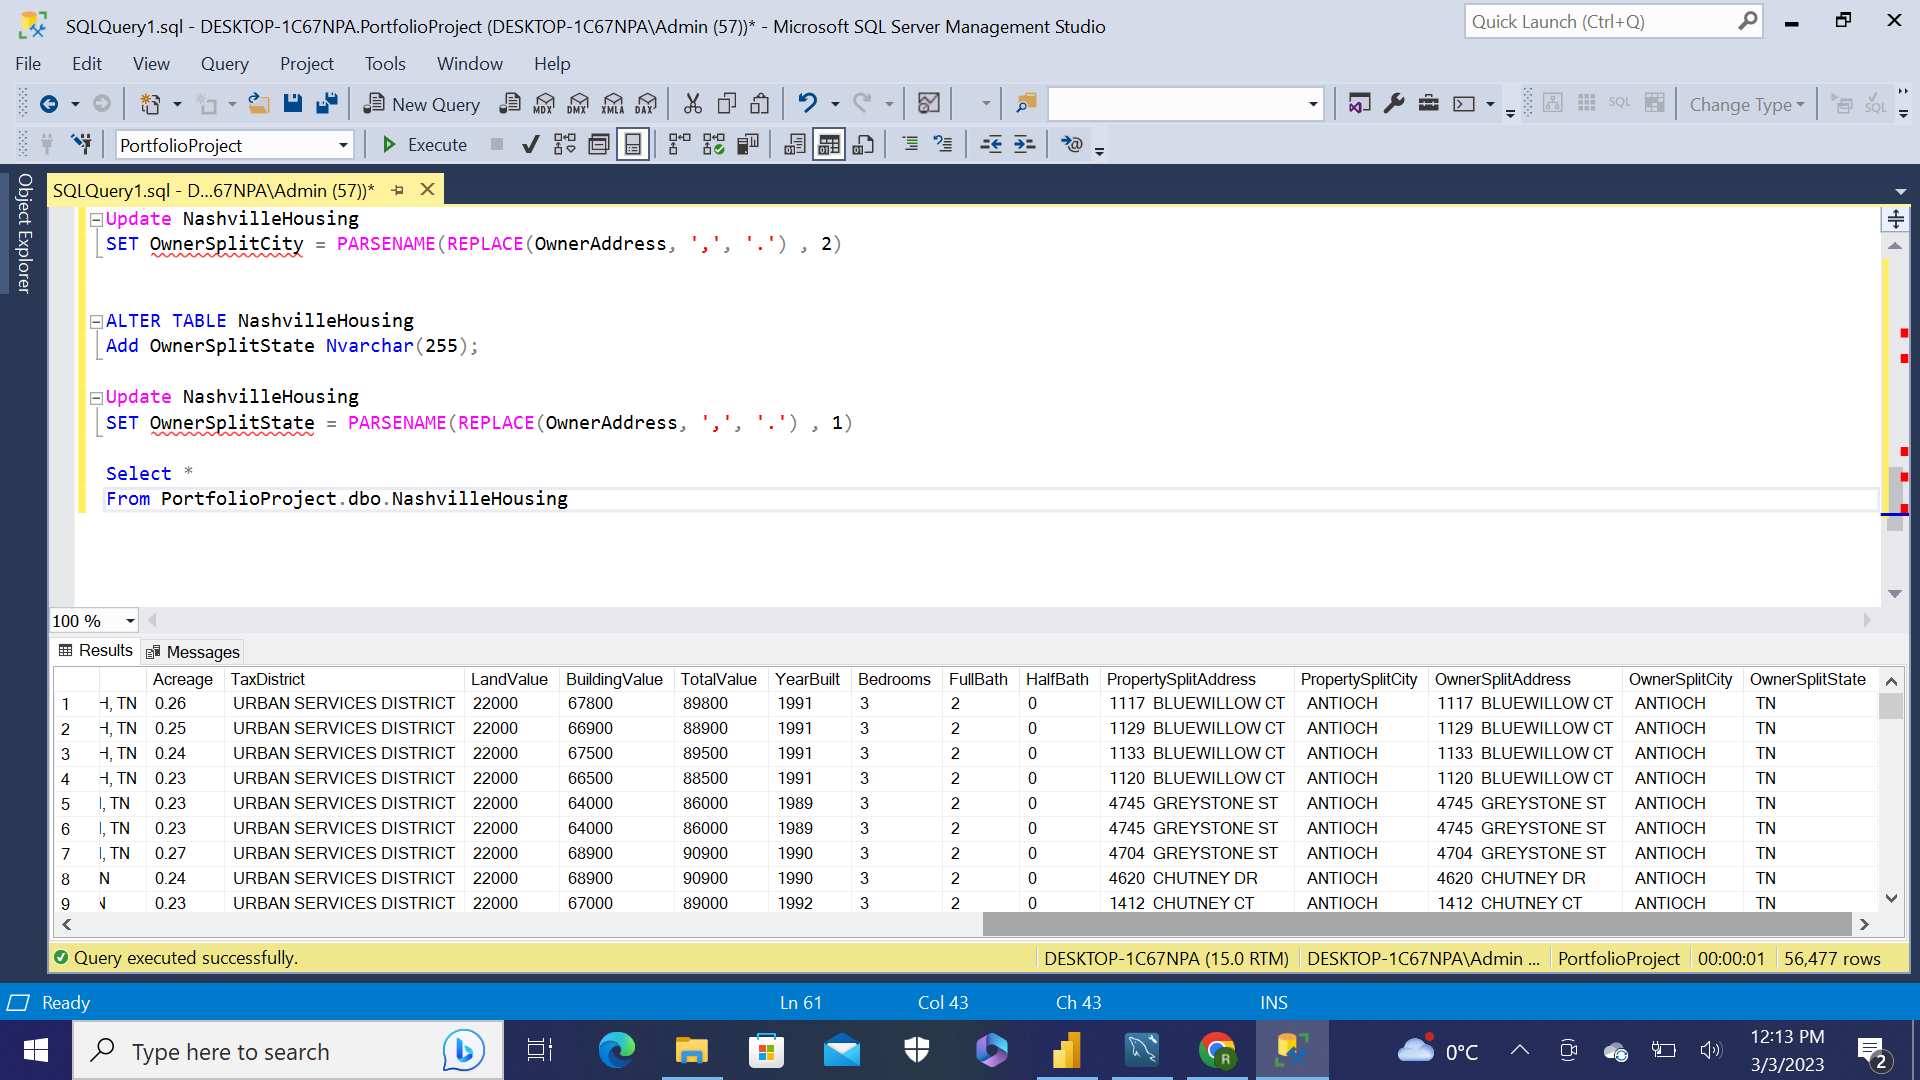 SQLQuery1.sql - DESKTOP-1C67NPA.PortfolioProject (DESKTOP-1C67NPA\Admin (57))* - Microsoft SQL Server Management Studio
Quick Launch (Ctrl+Q)
File Edit View Query Project Tools Window Help
New Query MDX DMX XMLA DAX SQL Change Type SQL
PortfolioProject Execute
Object Explorer
SQLQuery1.sql - D...67NPA\Admin (57))*
Update NashvilleHousing
SET OwnerSplitCity = PARSENAME(REPLACE(OwnerAddress, ',', '.') , 2)
ALTER TABLE NashvilleHousing
Add OwnerSplitState Nvarchar(255);
Update NashvilleHousing
SET OwnerSplitState = PARSENAME(REPLACE(OwnerAddress, ',', '.') , 1)
Select *
From PortfolioProject.dbo.NashvilleHousing
100 %
Results Messages
Acreage TaxDistrict LandValue BuildingValue TotalValue YearBuilt Bedrooms FullBath HalfBath PropertySplitAddress PropertySplitCity OwnerSplitAddress OwnerSplitCity OwnerSplitState
1 H, TN 0.26 URBAN SERVICES DISTRICT 22000 67800 89800 1991 3 2 0 1117 BLUEWILLOW CT ANTIOCH 1117 BLUEWILLOW CT ANTIOCH TN
2 H, TN 0.25 URBAN SERVICES DISTRICT 22000 66900 88900 1991 3 2 0 1129 BLUEWILLOW CT ANTIOCH 1129 BLUEWILLOW CT ANTIOCH TN
3 H, TN 0.24 URBAN SERVICES DISTRICT 22000 67500 89500 1991 3 2 0 1133 BLUEWILLOW CT ANTIOCH 1133 BLUEWILLOW CT ANTIOCH TN
4 H, TN 0.23 URBAN SERVICES DISTRICT 22000 66500 88500 1991 3 2 0 1120 BLUEWILLOW CT ANTIOCH 1120 BLUEWILLOW CT ANTIOCH TN
5 , TN 0.23 URBAN SERVICES DISTRICT 22000 64000 86000 1989 3 2 0 4745 GREYSTONE ST ANTIOCH 4745 GREYSTONE ST ANTIOCH TN
6 , TN 0.23 URBAN SERVICES DISTRICT 22000 64000 86000 1989 3 2 0 4745 GREYSTONE ST ANTIOCH 4745 GREYSTONE ST ANTIOCH TN
7 , TN 0.27 URBAN SERVICES DISTRICT 22000 68900 90900 1990 3 2 0 4704 GREYSTONE ST ANTIOCH 4704 GREYSTONE ST ANTIOCH TN
8 N 0.24 URBAN SERVICES DISTRICT 22000 68900 90900 1990 3 2 0 4620 CHUTNEY DR ANTIOCH 4620 CHUTNEY DR ANTIOCH TN
9 N 0.23 URBAN SERVICES DISTRICT 22000 67000 89000 1992 3 2 0 1412 CHUTNEY CT ANTIOCH 1412 CHUTNEY CT ANTIOCH TN
Query executed successfully. DESKTOP-1C67NPA (15.0 RTM) DESKTOP-1C67NPA\Admin ... PortfolioProject 00:00:01 56,477 rows
Ready Ln 61 Col 43 Ch 43 INS
Type here to search
R
0°C
12:13 PM
3/3/2023
2